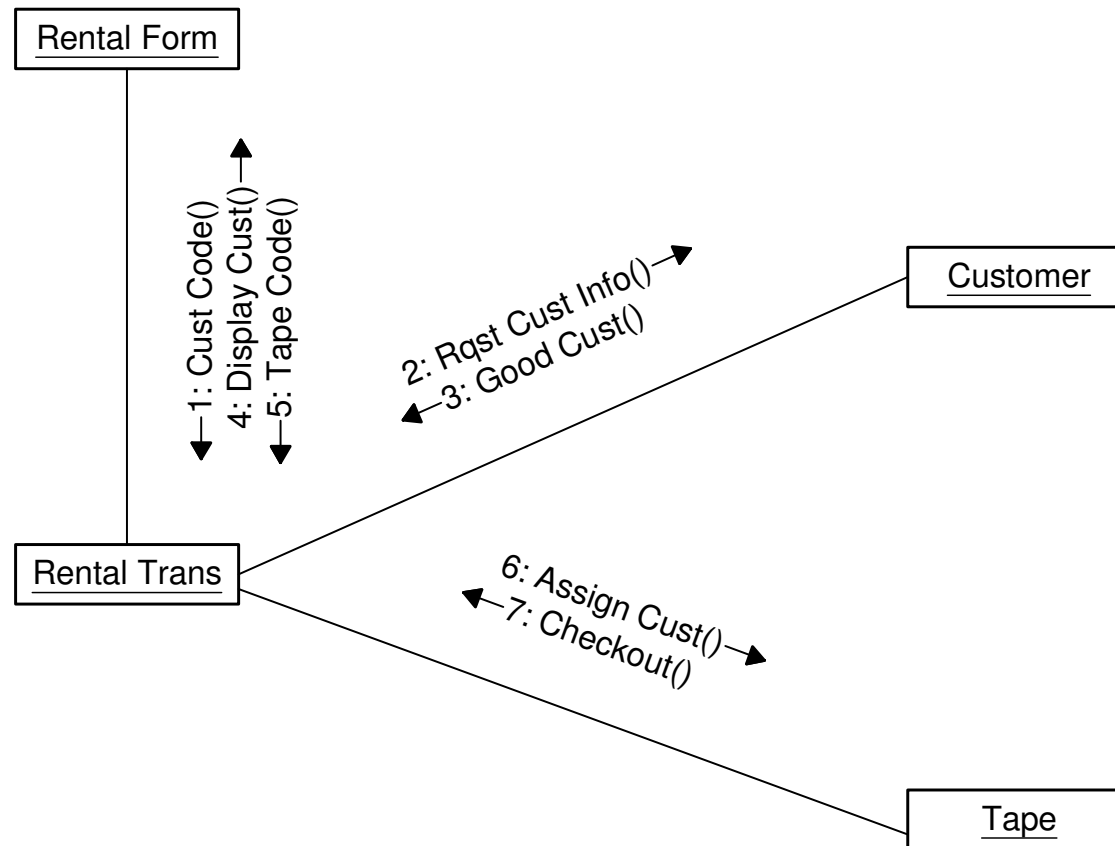 Rental Form
1: Cust Code()
4: Display Cust()
5: Tape Code()
2: Rqst Cust Info()
3: Good Cust()
Customer
Rental Trans
6: Assign Cust()
7: Checkout()
Tape